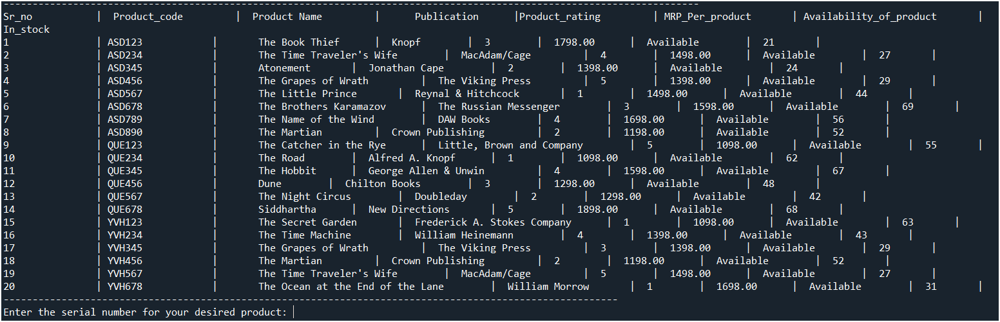 Sr_no | Product_code | Product Name | Publication |Product_rating | MRP_Per_product | Availability_of_product |
In_stock
1 | ASD123 | The Book Thief | Knopf | 3 | 1798.00 | Available | 21 |
2 | ASD234 | The Time Traveler's Wife | MacAdam/Cage | 4 | 1498.00 | Available | 27 |
3 | ASD345 | Atonement | Jonathan Cape | 2 | 1398.00 | Available | 24 |
4 | ASD456 | The Grapes of Wrath | The Viking Press | 5 | 1398.00 | Available | 29 |
5 | ASD567 | The Little Prince | Reynal & Hitchcock | 1 | 1498.00 | Available | 44 |
6 | ASD678 | The Brothers Karamazov | The Russian Messenger | 3 | 1598.00 | Available | 69 |
7 | ASD789 | The Name of the Wind | DAW Books | 4 | 1698.00 | Available | 56 |
8 | ASD890 | The Martian | Crown Publishing | 2 | 1198.00 | Available | 52 |
9 | QUE123 | The Catcher in the Rye | Little, Brown and Company | 5 | 1098.00 | Available | 55 |
10 | QUE234 | The Road | Alfred A. Knopf | 1 | 1098.00 | Available | 62 |
11 | QUE345 | The Hobbit | George Allen & Unwin | 4 | 1598.00 | Available | 67 |
12 | QUE456 | Dune | Chilton Books | 3 | 1298.00 | Available | 48 |
13 | QUE567 | The Night Circus | Doubleday | 2 | 1298.00 | Available | 42 |
14 | QUE678 | Siddhartha | New Directions | 5 | 1898.00 | Available | 68 |
15 | YVH123 | The Secret Garden | Frederick A. Stokes Company | 1 | 1098.00 | Available | 63 |
16 | YVH234 | The Time Machine | William Heinemann | 4 | 1398.00 | Available | 43 |
17 | YVH345 | The Grapes of Wrath | The Viking Press | 3 | 1398.00 | Available | 29 |
18 | YVH456 | The Martian | Crown Publishing | 2 | 1198.00 | Available | 52 |
19 | YVH567 | The Time Traveler's Wife | MacAdam/Cage | 5 | 1498.00 | Available | 27 |
20 | YVH678 | The Ocean at the End of the Lane | William Morrow | 1 | 1698.00 | Available | 31 |
Enter the serial number for your desired product: